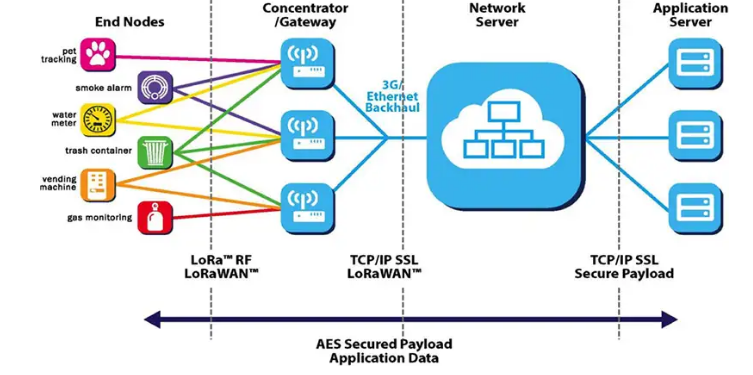 End Nodes
Concentrator
/Gateway
Network
Server
Application
Server
pet
tracking
smoke alarm
water
meter
trash container
vending
machine
gas monitoring
3G/
Ethernet
Backhaul
LoRa™ RF
LoRaWAN™
TCP/IP SSL
LoRaWAN™
TCP/IP SSL
Secure Payload
AES Secured Payload
Application Data